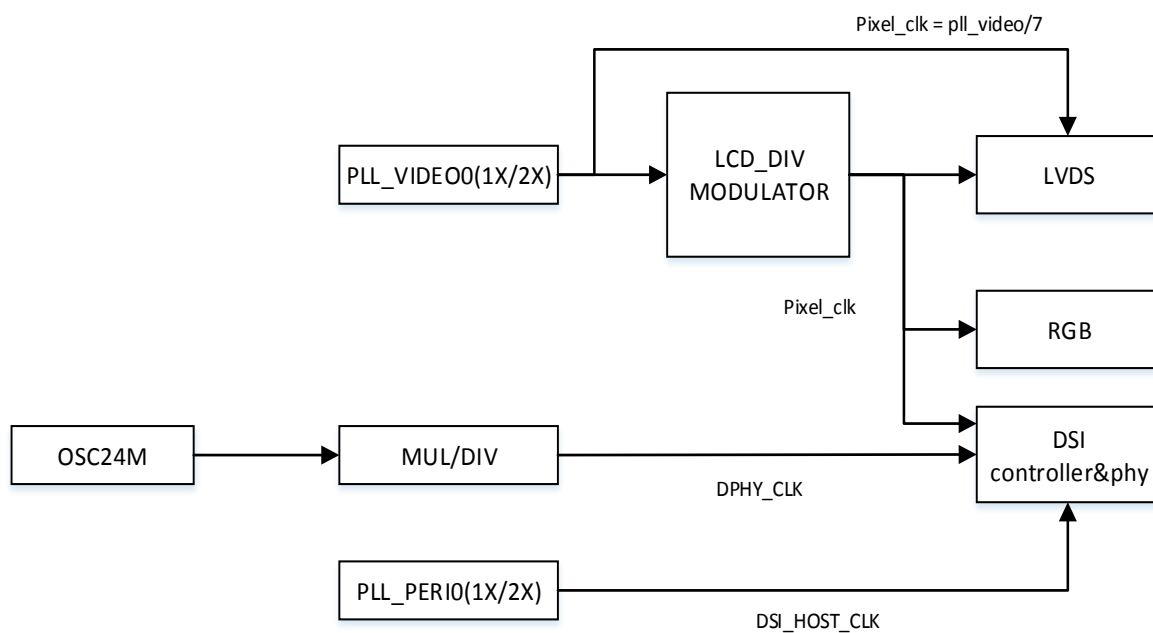 Pixel_clk = pll_video/7
PLL_VIDEO0(1X/2X)
LCD_DIV
MODULATOR
LVDS
Pixel_clk
RGB
OSC24M
MUL/DIV
DPHY_CLK
DSI
controller&phy
PLL_PERI0(1X/2X)
DSI_HOST_CLK